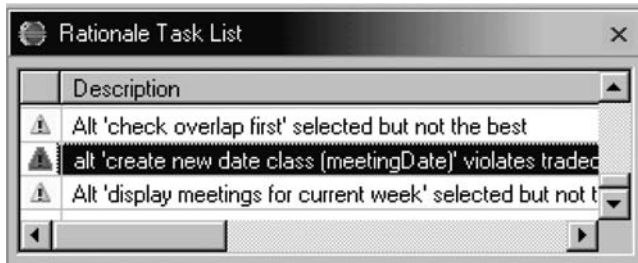 Rationale Task List
Description
Alt 'check overlap first' selected but not the best
alt 'create new date class (meetingDate)' violates traded
Alt 'display meetings for current week' selected but not t